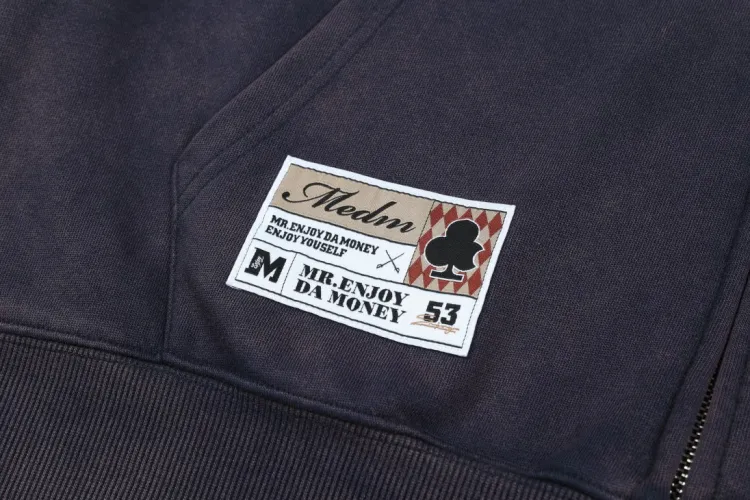 Medm
MR.ENJOY DA MONEY
ENJOY YOUSELF
M
MR.ENJOY
DA MONEY
53